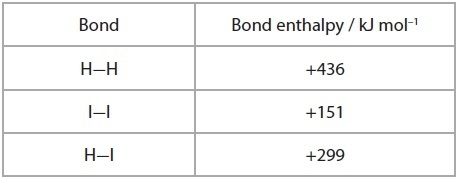 Bond Bond enthalpy / kJ mol⁻¹
H—H +436
I—I +151
H—I +299